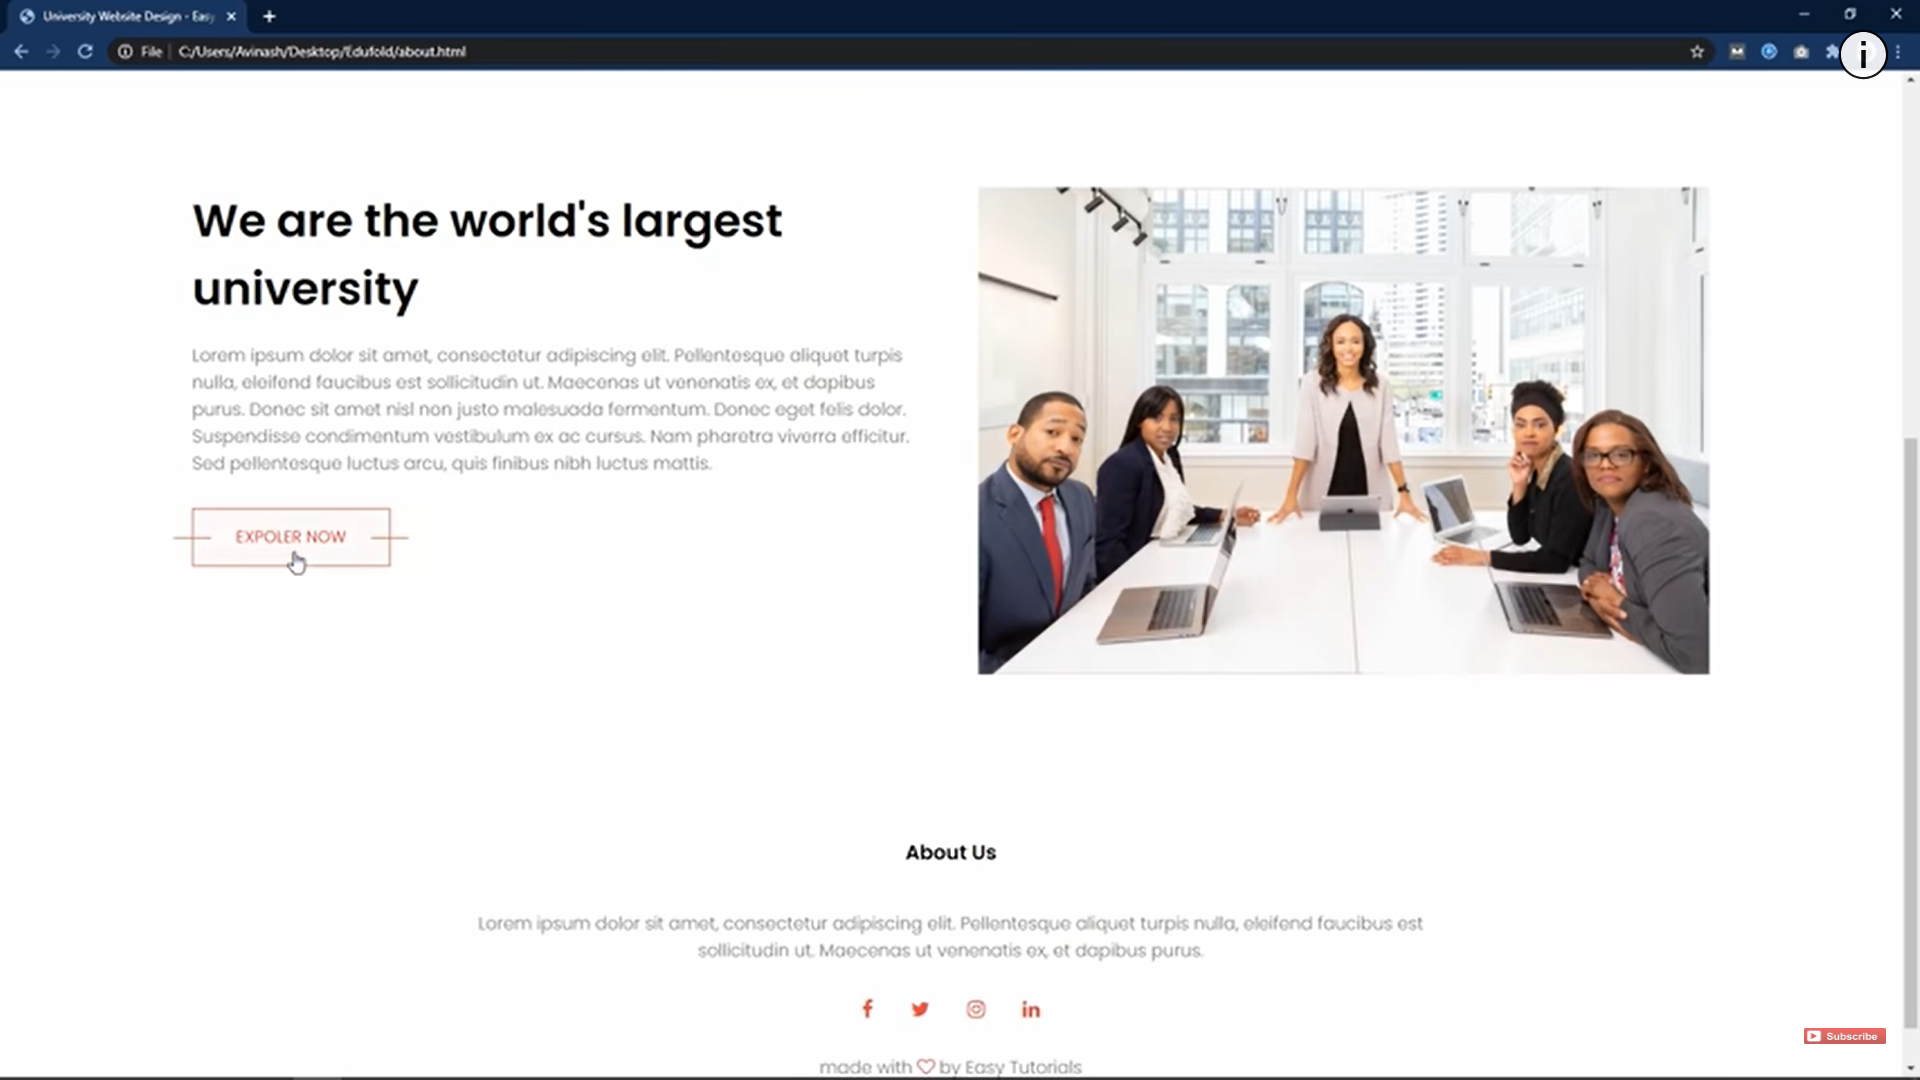 University Website Design - Eas
File
C:/Users/Avinash/Desktop/Edufold/about.html
We are the world's largest
university
Lorem ipsum dolor sit amet, consectetur adipiscing elit. Pellentesque aliquet turpis
nulla, eleifend faucibus est sollicitudin ut. Maecenas ut venenatis ex, et dapibus
purus. Donec sit amet nisl non justo malesuada fermentum. Donec eget felis dolor.
Suspendisse condimentum vestibulum ex ac cursus. Nam pharetra viverra efficitur.
Sed pellentesque luctus arcu, quis finibus nibh luctus mattis.
EXPOLER NOW
About Us
Lorem ipsum dolor sit amet, consectetur adipiscing elit. Pellentesque aliquet turpis nulla, eleifend faucibus est
sollicitudin ut. Maecenas ut venenatis ex, et dapibus purus.
Subscribe
made with ♡ by Easy Tutorials